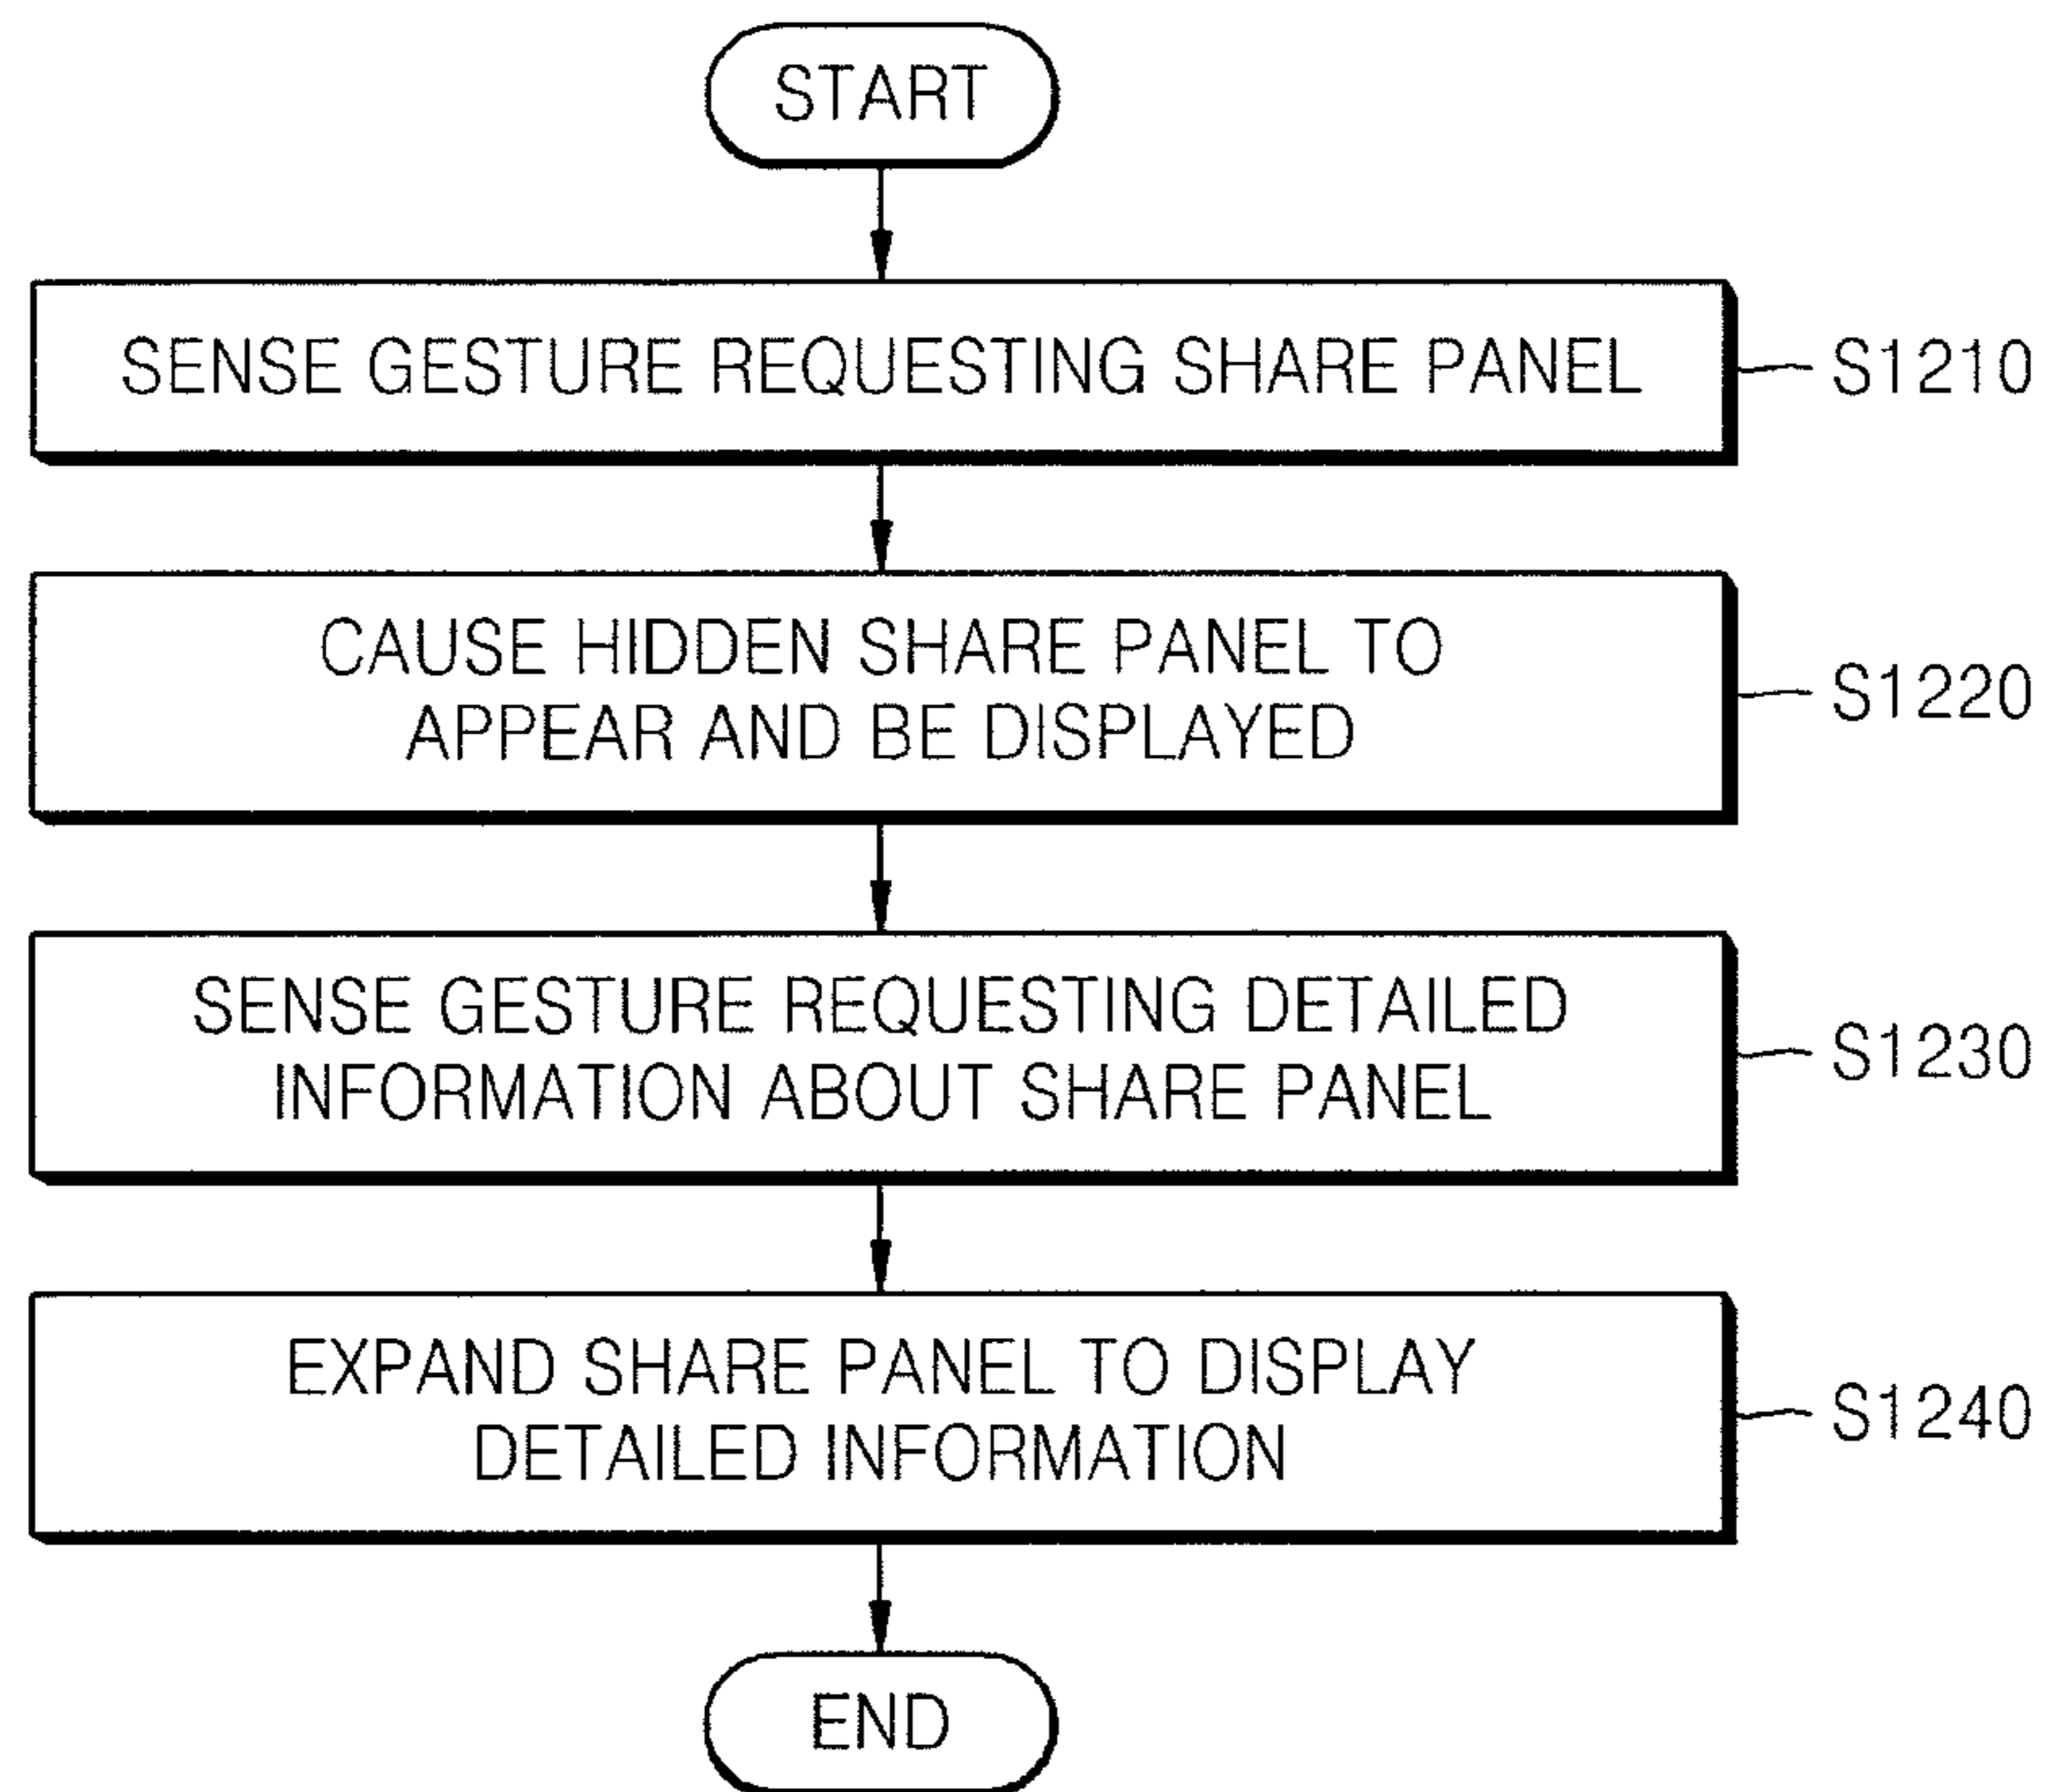 START
SENSE GESTURE REQUESTING SHARE PANEL
S1210
CAUSE HIDDEN SHARE PANEL TO
APPEAR AND BE DISPLAYED
S1220
SENSE GESTURE REQUESTING DETAILED
INFORMATION ABOUT SHARE PANEL
S1230
EXPAND SHARE PANEL TO DISPLAY
DETAILED INFORMATION
S1240
END